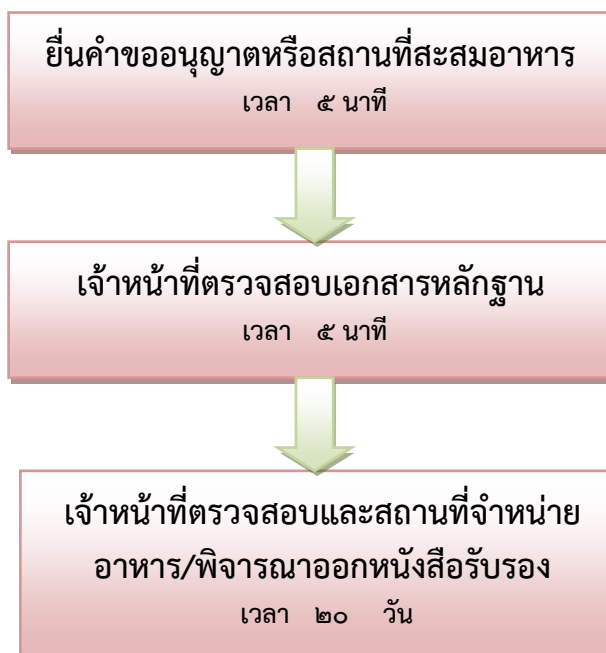 ยื่นคำขออนุญาตหรือสถานที่สะสมอาหาร
เวลา ๕ นาที
เจ้าหน้าที่ตรวจสอบเอกสารหลักฐาน
เวลา ๕ นาที
เจ้าหน้าที่ตรวจสอบและสถานที่จำหน่าย
อาหาร/พิจารณาออกหนังสือรับรอง
เวลา ๒๐ วัน